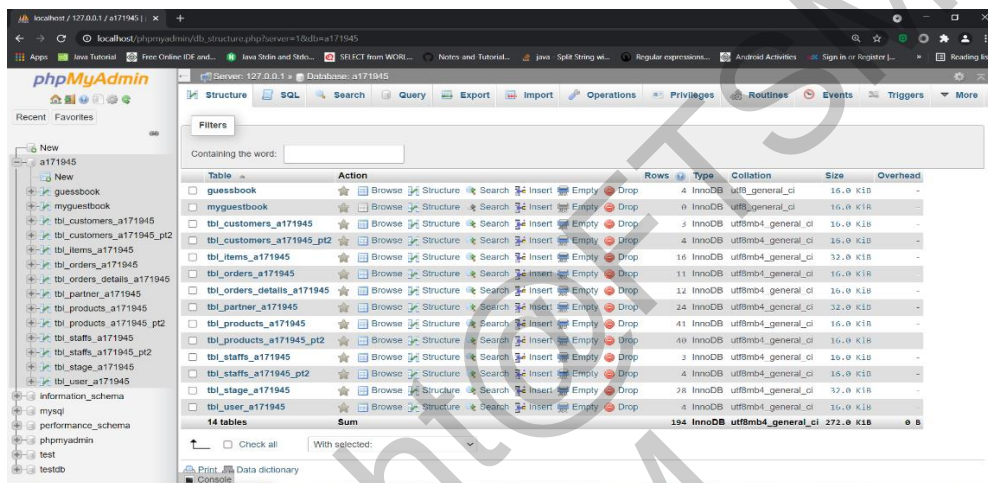 localhost / 127.0.0.1 / a171945 |
localhost/phpmyadmin/db_structure.php?server=1&db=a171945
Apps Java Tutorial Free Online IDE and... Java Stdin and Stdo... SELECT from WORL... Notes and Tutorial... java Split String wi... Regular expressions... Android Activities Sign in or Register |... » Reading lis
phpMyAdmin
Server: 127.0.0.1 » Database: a171945
Structure SQL Search Query Export Import Operations Privileges Routines Events Triggers More
Recent Favorites
New
a171945
New
guessbook
myguestbook
tbl_customers_a171945
tbl_customers_a171945_pt2
tbl_items_a171945
tbl_orders_a171945
tbl_orders_details_a171945
tbl_partner_a171945
tbl_products_a171945
tbl_products_a171945_pt2
tbl_staffs_a171945
tbl_staffs_a171945_pt2
tbl_stage_a171945
tbl_user_a171945
information_schema
mysql
performance_schema
phpmyadmin
test
testdb
Filters
Containing the word:
Table Action Rows Type Collation Size Overhead
guessbook Browse Structure Search Insert Empty Drop 4 InnoDB utf8_general_ci 16.0 KiB -
myguestbook Browse Structure Search Insert Empty Drop 0 InnoDB utf8_general_ci 16.0 KiB -
tbl_customers_a171945 Browse Structure Search Insert Empty Drop 3 InnoDB utf8mb4_general_ci 16.0 KiB -
tbl_customers_a171945_pt2 Browse Structure Search Insert Empty Drop 4 InnoDB utf8mb4_general_ci 16.0 KiB -
tbl_items_a171945 Browse Structure Search Insert Empty Drop 16 InnoDB utf8mb4_general_ci 32.0 KiB -
tbl_orders_a171945 Browse Structure Search Insert Empty Drop 11 InnoDB utf8mb4_general_ci 16.0 KiB -
tbl_orders_details_a171945 Browse Structure Search Insert Empty Drop 12 InnoDB utf8mb4_general_ci 16.0 KiB -
tbl_partner_a171945 Browse Structure Search Insert Empty Drop 24 InnoDB utf8mb4_general_ci 32.0 KiB -
tbl_products_a171945 Browse Structure Search Insert Empty Drop 41 InnoDB utf8mb4_general_ci 16.0 KiB -
tbl_products_a171945_pt2 Browse Structure Search Insert Empty Drop 40 InnoDB utf8mb4_general_ci 16.0 KiB -
tbl_staffs_a171945 Browse Structure Search Insert Empty Drop 3 InnoDB utf8mb4_general_ci 16.0 KiB -
tbl_staffs_a171945_pt2 Browse Structure Search Insert Empty Drop 4 InnoDB utf8mb4_general_ci 16.0 KiB -
tbl_stage_a171945 Browse Structure Search Insert Empty Drop 28 InnoDB utf8mb4_general_ci 32.0 KiB -
tbl_user_a171945 Browse Structure Search Insert Empty Drop 4 InnoDB utf8mb4_general_ci 16.0 KiB -
14 tables Sum 194 InnoDB utf8mb4_general_ci 272.0 KiB 0 B
Check all With selected:
Print Data dictionary
Console